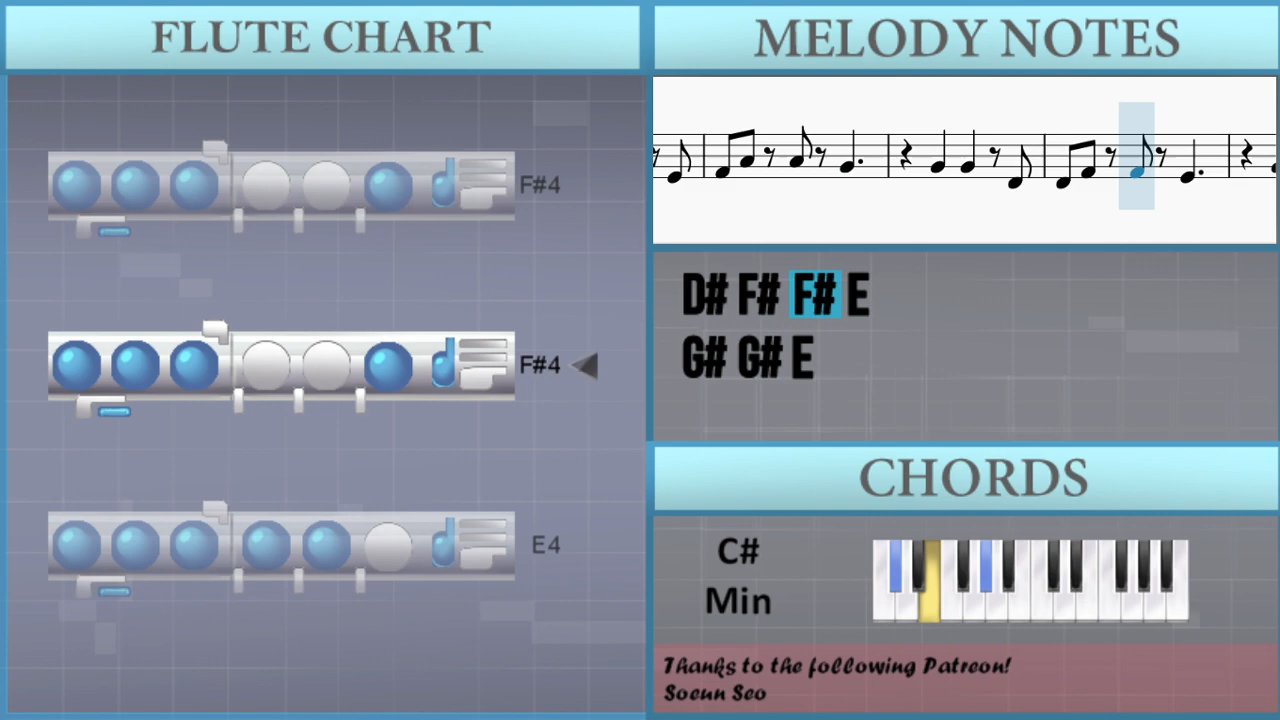 FLUTE CHART
F#4
F#4
E4
MELODY NOTES
D# F# F# E
G# G# E
CHORDS
C#
Min
Thanks to the following Patreon!
Soeun Seo